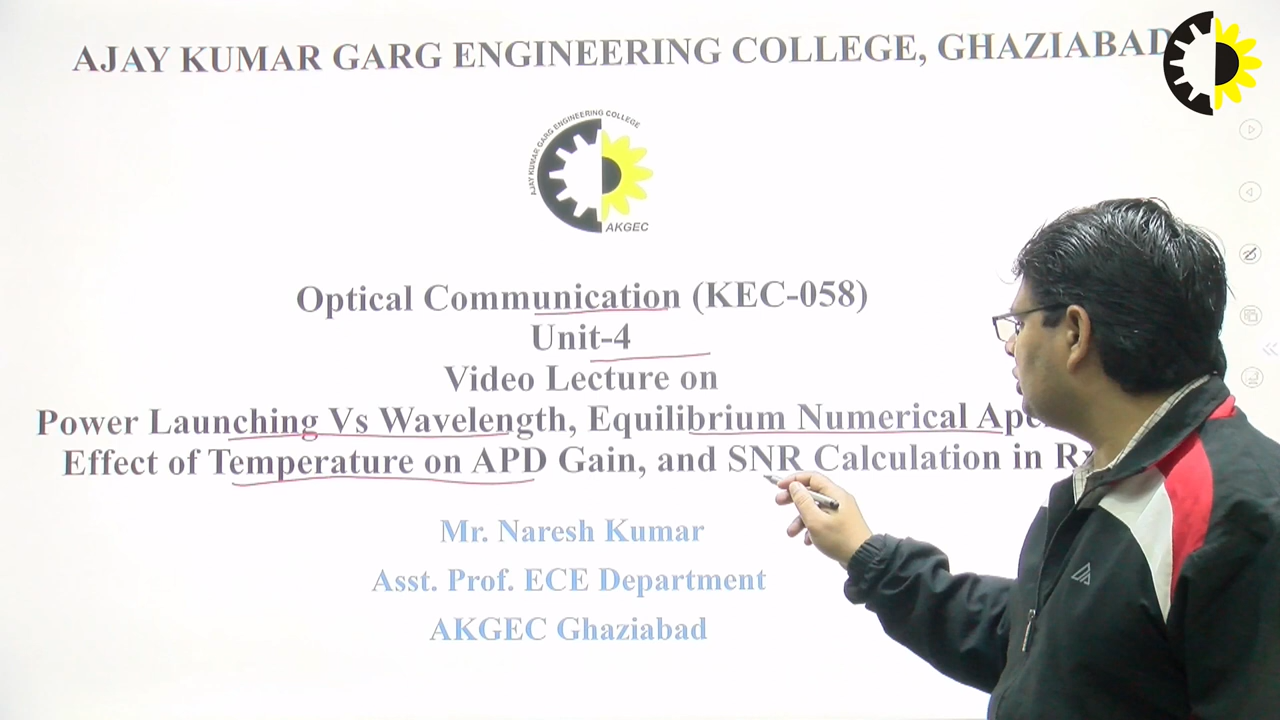 AJAY KUMAR GARG ENGINEERING COLLEGE, GHAZIABAD
AJAY KUMAR GARG ENGINEERING COLLEGE
AKGEC
Optical Communication (KEC-058)
Unit-4
Video Lecture on
Power Launching Vs Wavelength, Equilibrium Numerical
Effect of Temperature on APD Gain, and SNR Calculation in
Mr. Naresh Kumar
Asst. Prof. ECE Department
AKGEC Ghaziabad